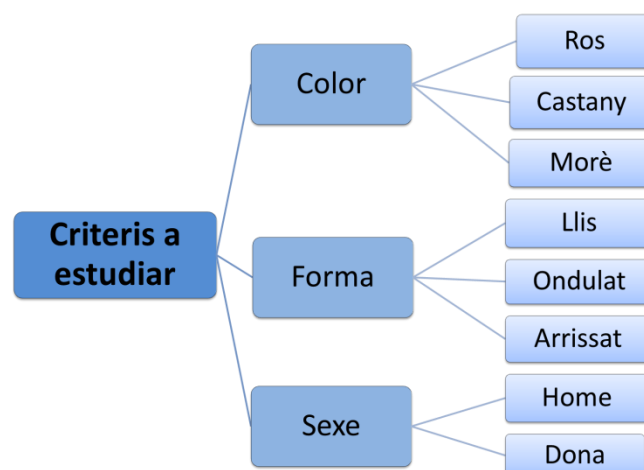 Criteris a
estudiar
Color
Ros
Castany
Morè
Forma
Llis
Ondulat
Arrissat
Sexe
Home
Dona